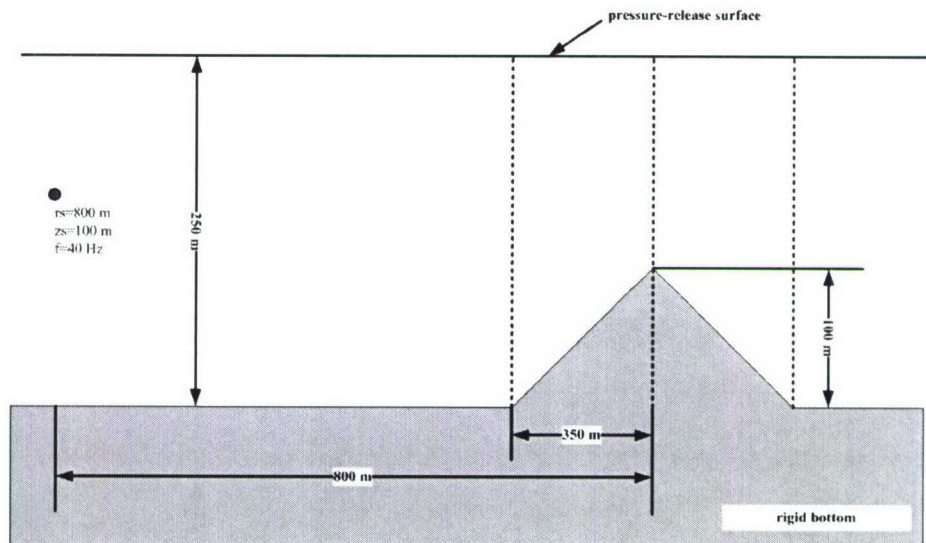 pressure-release surface
rs=800 m
zs=100 m
f=40 Hz
250 m
100 m
350 m
800 m
rigid bottom